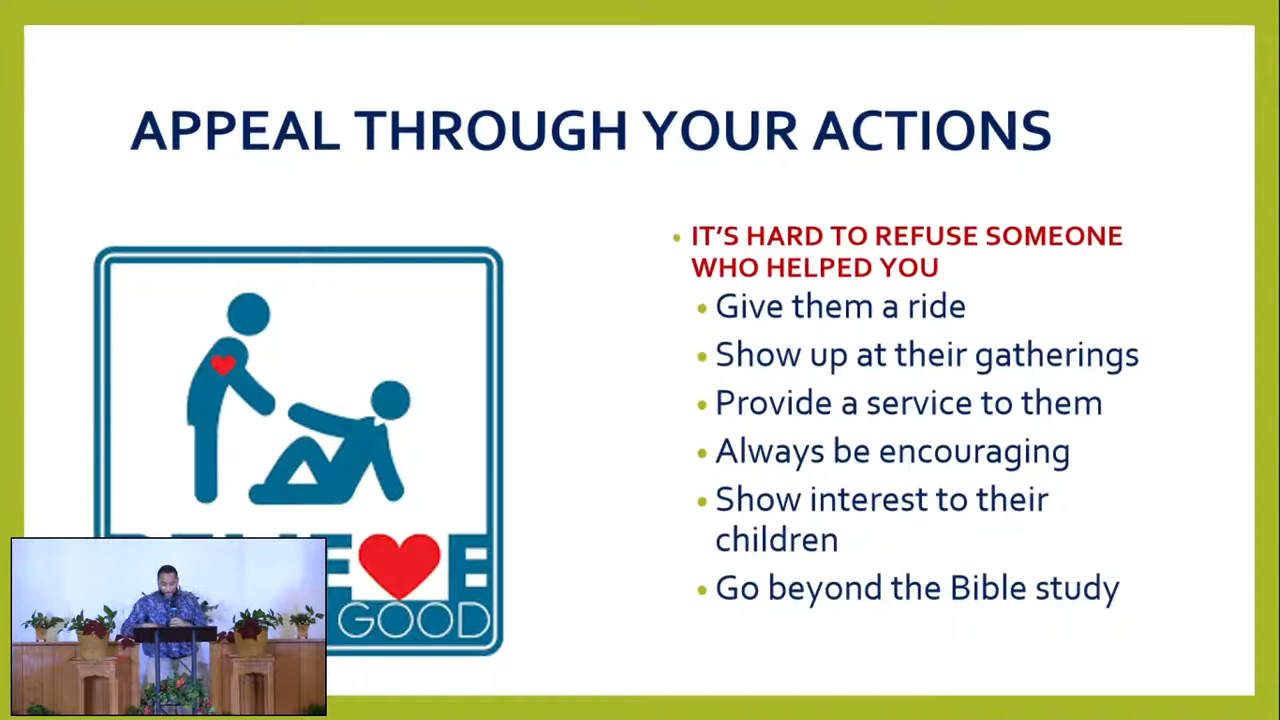 APPEAL THROUGH YOUR ACTIONS
• IT’S HARD TO REFUSE SOMEONE
WHO HELPED YOU
• Give them a ride
• Show up at their gatherings
• Provide a service to them
• Always be encouraging
• Show interest to their
children
• Go beyond the Bible study
GOOD